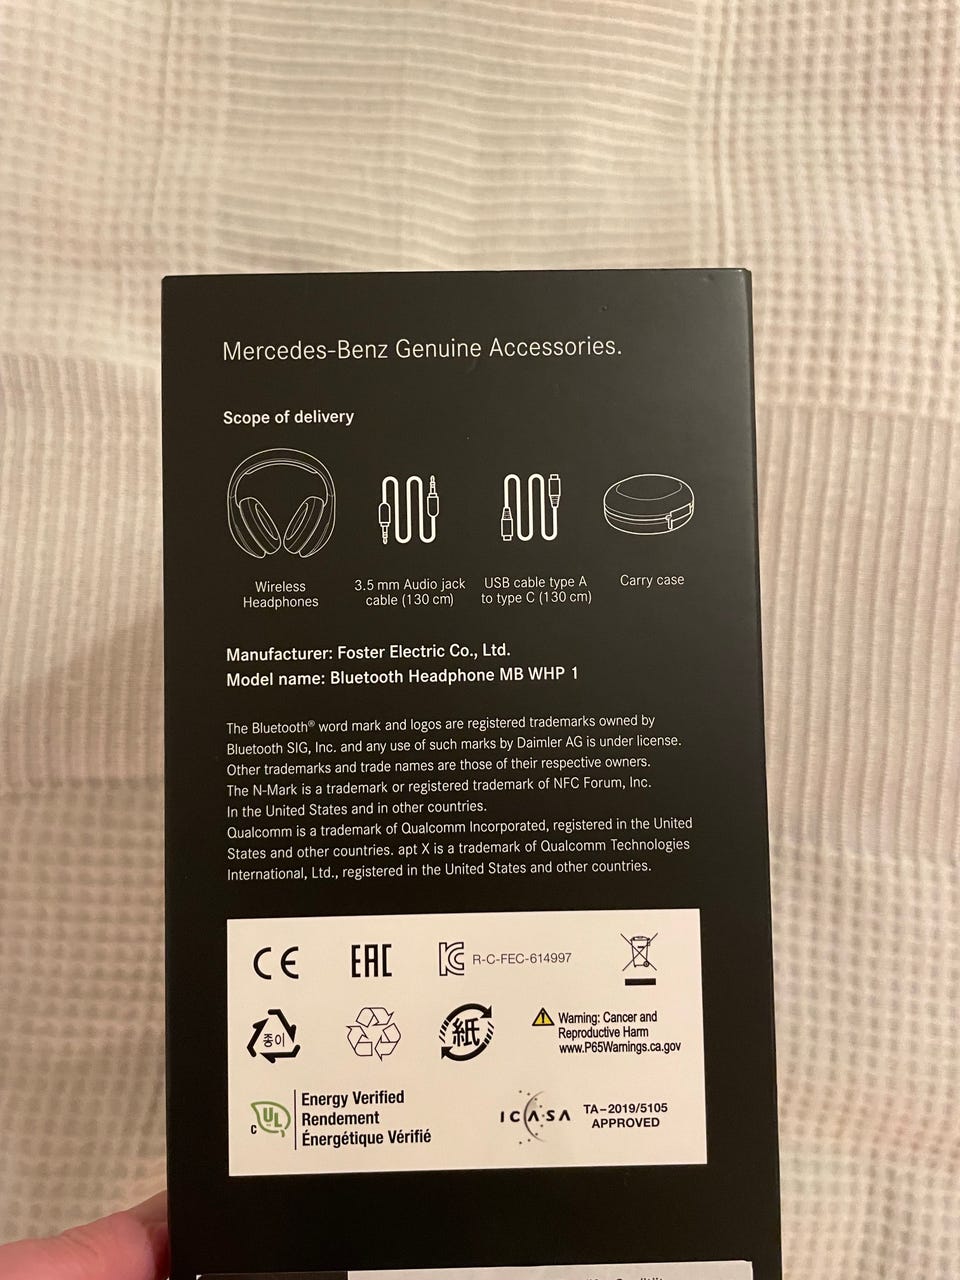 Mercedes-Benz Genuine Accessories.
Scope of delivery
Wireless
Headphones
3.5 mm Audio jack
cable (130 cm)
USB cable type A
to type C (130 cm)
Carry case
Manufacturer: Foster Electric Co., Ltd.
Model name: Bluetooth Headphone MB WHP 1
The Bluetooth® word mark and logos are registered trademarks owned by
Bluetooth SIG, Inc. and any use of such marks by Daimler AG is under license.
Other trademarks and trade names are those of their respective owners.
The N-Mark is a trademark or registered trademark of NFC Forum, Inc.
In the United States and in other countries.
Qualcomm is a trademark of Qualcomm Incorporated, registered in the United
States and other countries. apt X is a trademark of Qualcomm Technologies
International, Ltd., registered in the United States and other countries.
CE
EAC
KC R-C-FEC-614997
종이
紙
Warning: Cancer and
Reproductive Harm
www.P65Warnings.ca.gov
c UL
Energy Verified
Rendement
Énergétique Vérifié
ICASA
TA-2019/5105
APPROVED